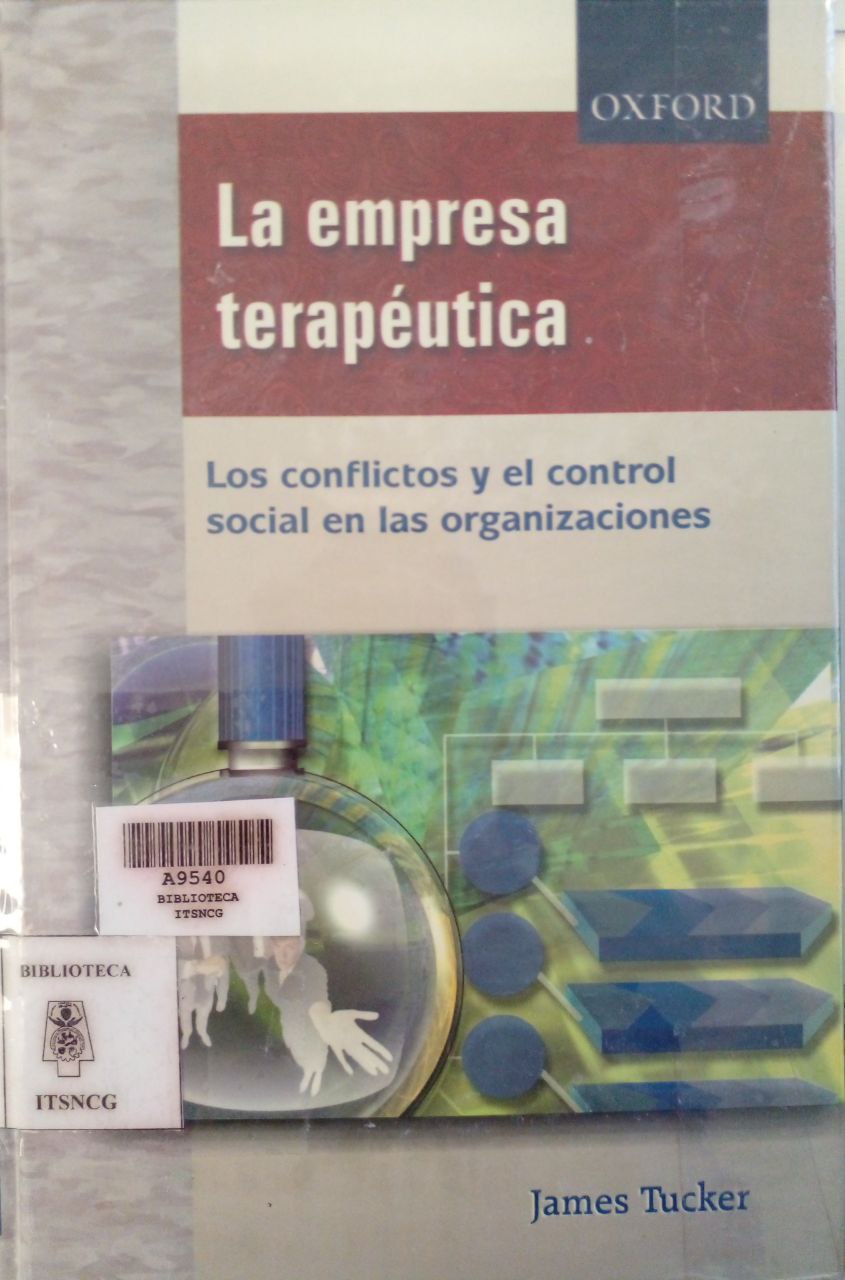 OXFORD
La empresa
terapéutica
Los conflictos y el control
social en las organizaciones
A9540
BIBLIOTECA
ITSNCG
BIBLIOTECA
ITSNCG
James Tucker